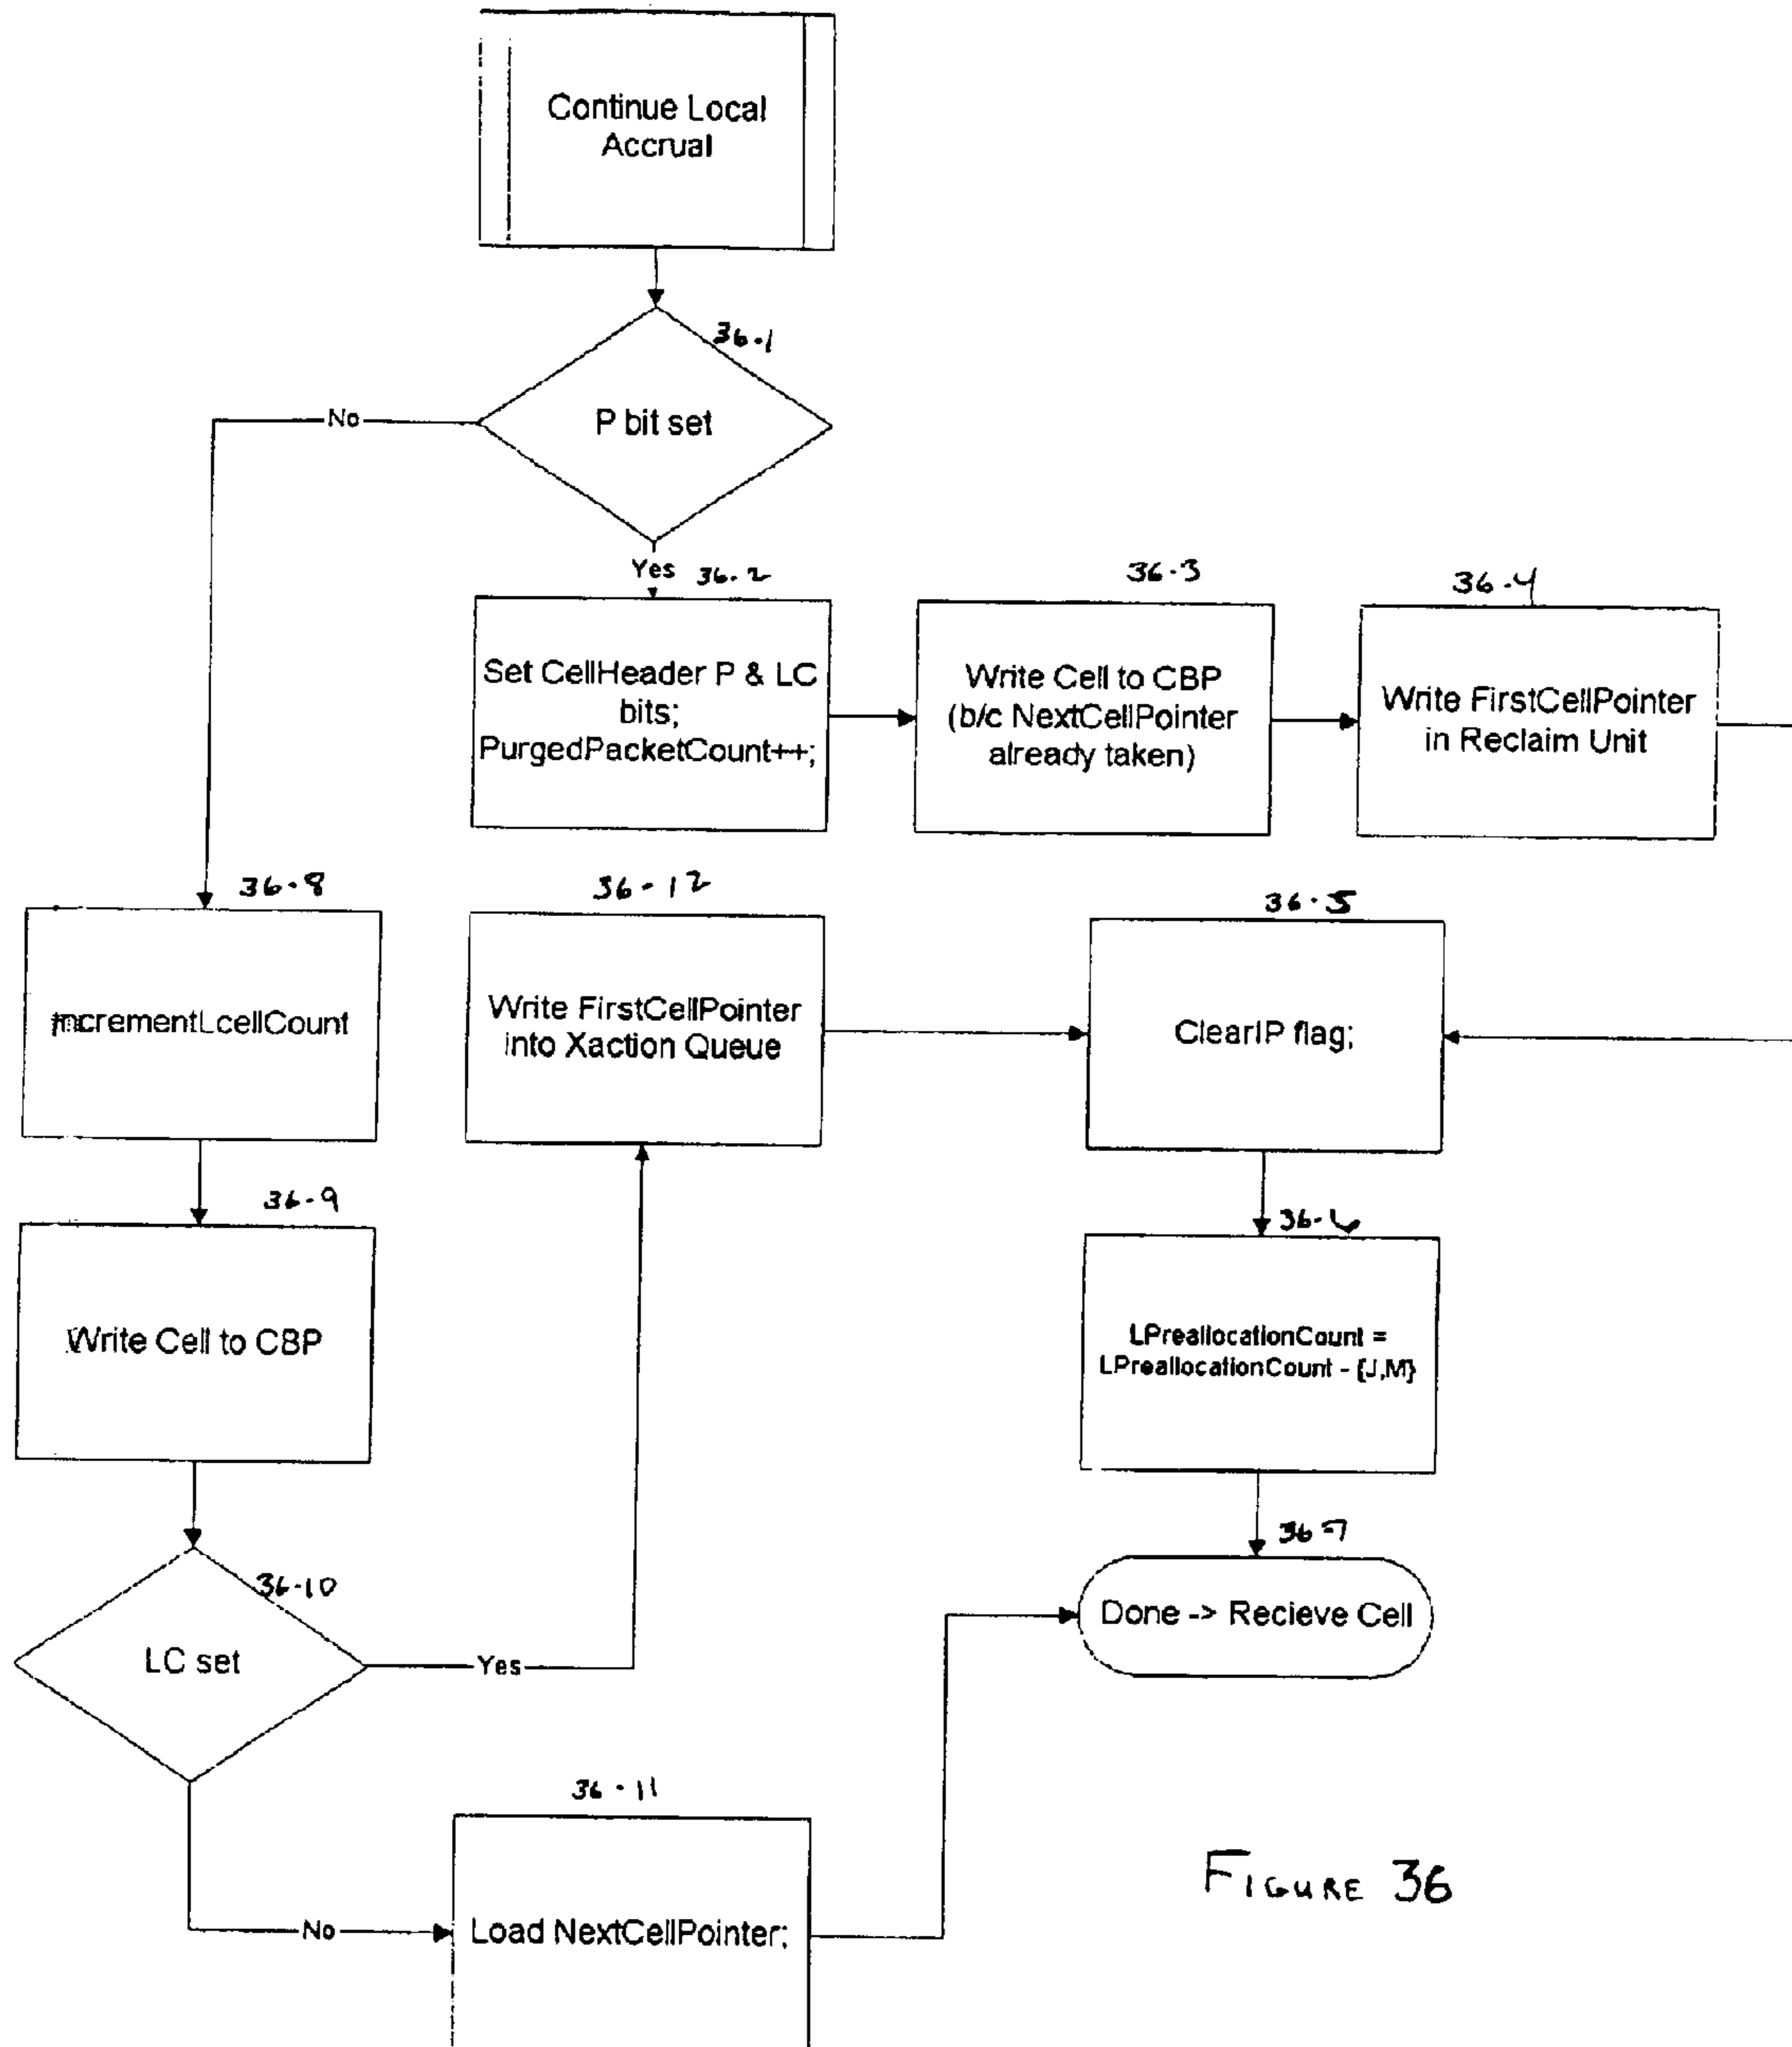 Continue Local
Accrual
36-1
P bit set
No
Yes
36-2
Set CellHeader P & LC
bits;
PurgedPacketCount++;
36-3
Write Cell to CBP
(b/c NextCellPointer
already taken)
36-4
Write FirstCellPointer
in Reclaim Unit
36-8
IncrementLcellCount
36-12
Write FirstCellPointer
into Xaction Queue
36-5
ClearIP flag;
36-9
Write Cell to CBP
36-6
LPreallocationCount =
LPreallocationCount - {J,M}
36-7
Done -> Recieve Cell
36-10
LC set
Yes
No
36-11
Load NextCellPointer;
FIGURE 36